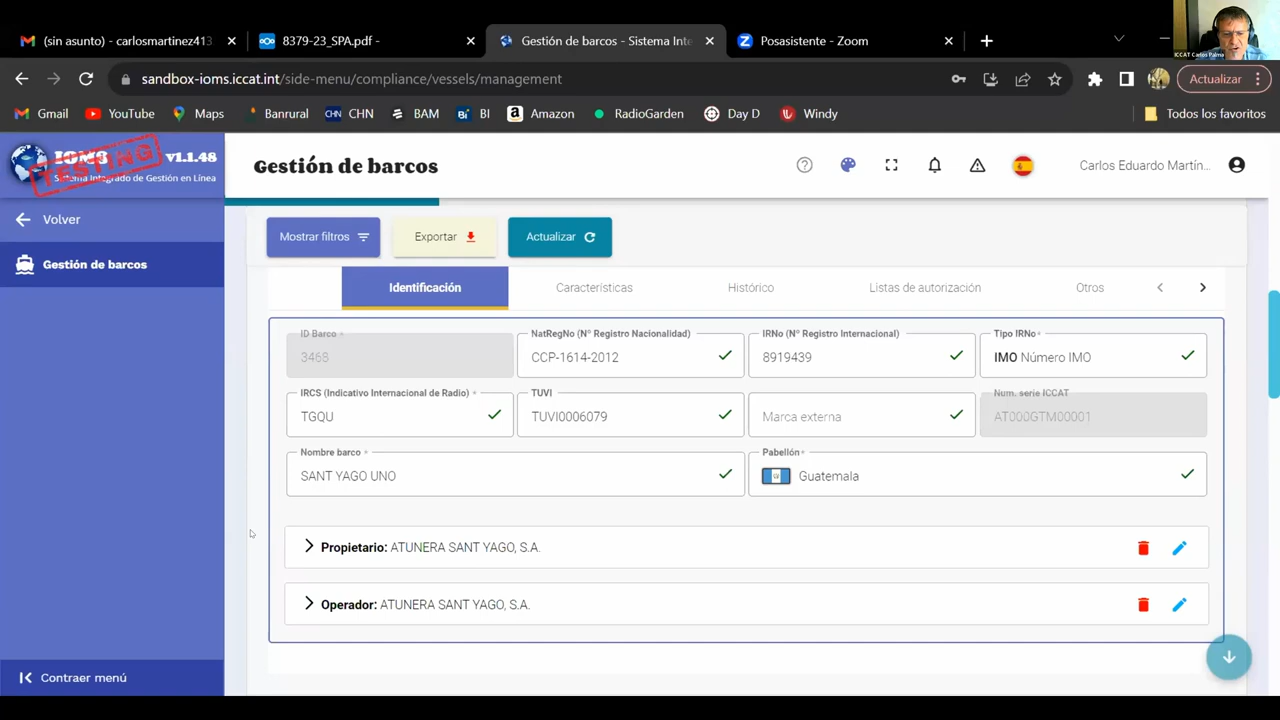 (sin asunto) - carlosmartinez413
8379-23_SPA.pdf -
Gestión de barcos - Sistema Inte
Posasistente - Zoom
ICCAT Carlos Palma
sandbox-ioms.iccat.int/side-menu/compliance/vessels/management
Actualizar
Gmail
YouTube
Maps
Banrural
CHN CHN
BAM
Bi BI
Amazon
RadioGarden
Day D
Windy
Todos los favoritos
IOMS v1.1.48
TESTING
Sistema Integrado de Gestión en Línea
Gestión de barcos
Carlos Eduardo Martín...
Volver
Gestión de barcos
Mostrar filtros
Exportar
Actualizar
Identificación
Características
Histórico
Listas de autorización
Otros
ID Barco *
3468
NatRegNo (Nº Registro Nacionalidad)
CCP-1614-2012
IRNo (Nº Registro Internacional)
8919439
Tipo IRNo*
IMO Número IMO
IRCS (Indicativo Internacional de Radio) *
TGQU
TUVI
TUVI0006079
Marca externa
Num. serie ICCAT
AT000GTM00001
Nombre barco *
SANT YAGO UNO
Pabellón*
Guatemala
Propietario: ATUNERA SANT YAGO, S.A.
Operador: ATUNERA SANT YAGO, S.A.
Contraer menú